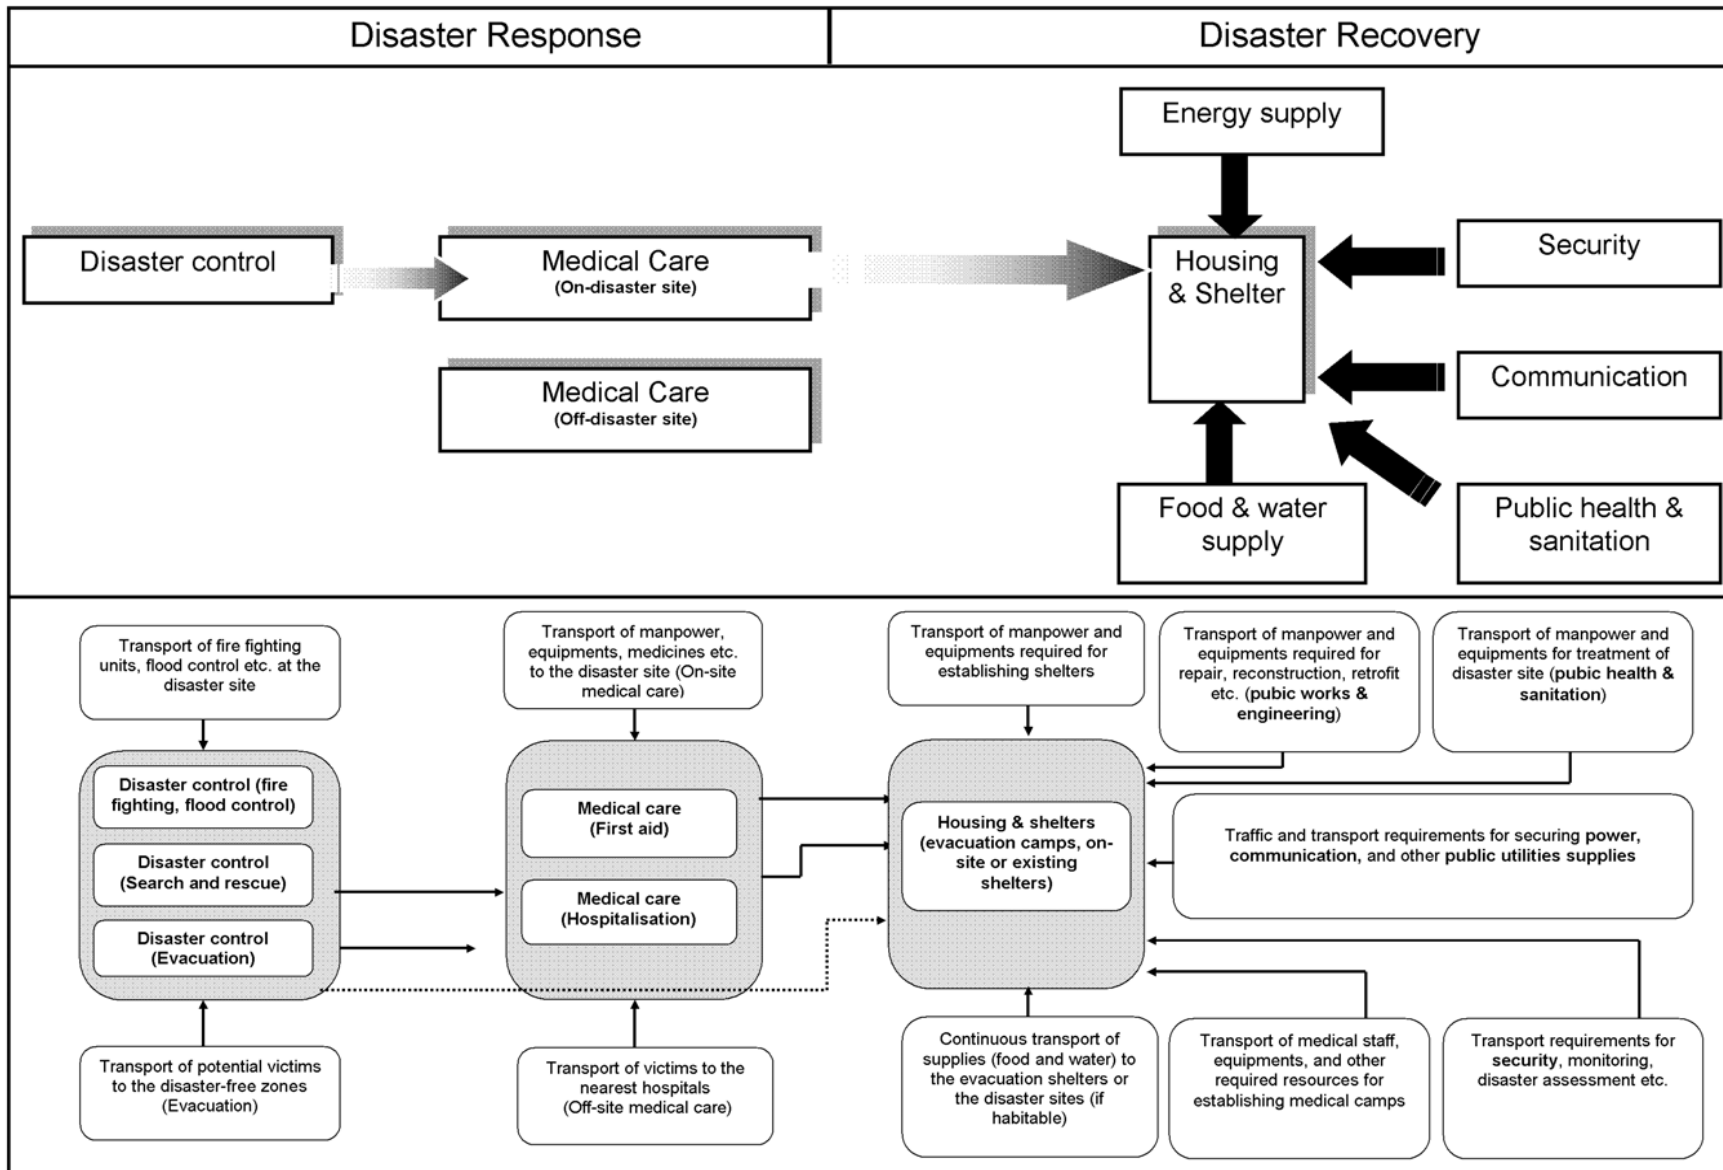 Disaster Response
Disaster Recovery
Energy supply
Disaster control
Medical Care
(On-disaster site)
Housing
& Shelter
Security
Medical Care
(Off-disaster site)
Communication
Food & water
supply
Public health &
sanitation
Transport of fire fighting
units, flood control etc. at the
disaster site
Transport of manpower,
equipments, medicines etc.
to the disaster site (On-site
medical care)
Transport of manpower and
equipments required for
establishing shelters
Transport of manpower and
equipments required for
repair, reconstruction, retrofit
etc. (pubic works &
engineering)
Transport of manpower and
equipments for treatment of
disaster site (pubic health &
sanitation)
Disaster control (fire
fighting, flood control)
Disaster control
(Search and rescue)
Disaster control
(Evacuation)
Medical care
(First aid)
Medical care
(Hospitalisation)
Housing & shelters
(evacuation camps, on-
site or existing
shelters)
Traffic and transport requirements for securing power,
communication, and other public utilities supplies
Transport of potential victims
to the disaster-free zones
(Evacuation)
Transport of victims to the
nearest hospitals
(Off-site medical care)
Continuous transport of
supplies (food and water) to
the evacuation shelters or
the disaster sites (if
habitable)
Transport of medical staff,
equipments, and other
required resources for
establishing medical camps
Transport requirements for
security, monitoring,
disaster assessment etc.